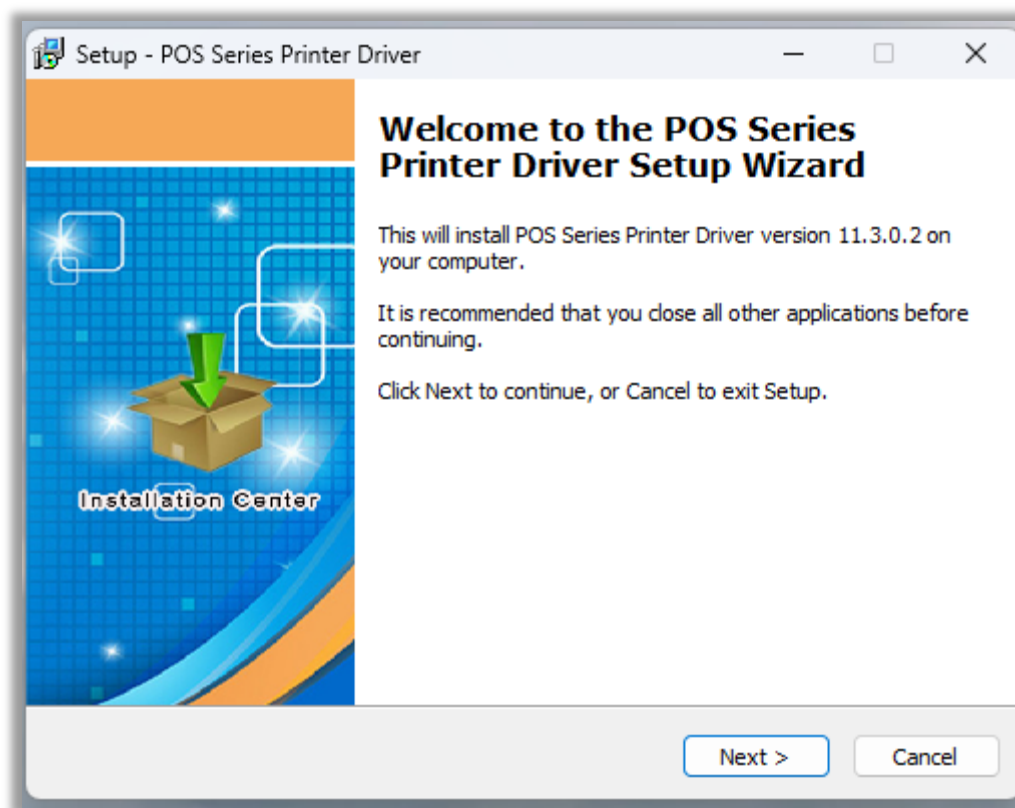 Setup - POS Series Printer Driver
Welcome to the POS Series
Printer Driver Setup Wizard
This will install POS Series Printer Driver version 11.3.0.2 on
your computer.
It is recommended that you close all other applications before
continuing.
Click Next to continue, or Cancel to exit Setup.
Installation Center
Next >
Cancel